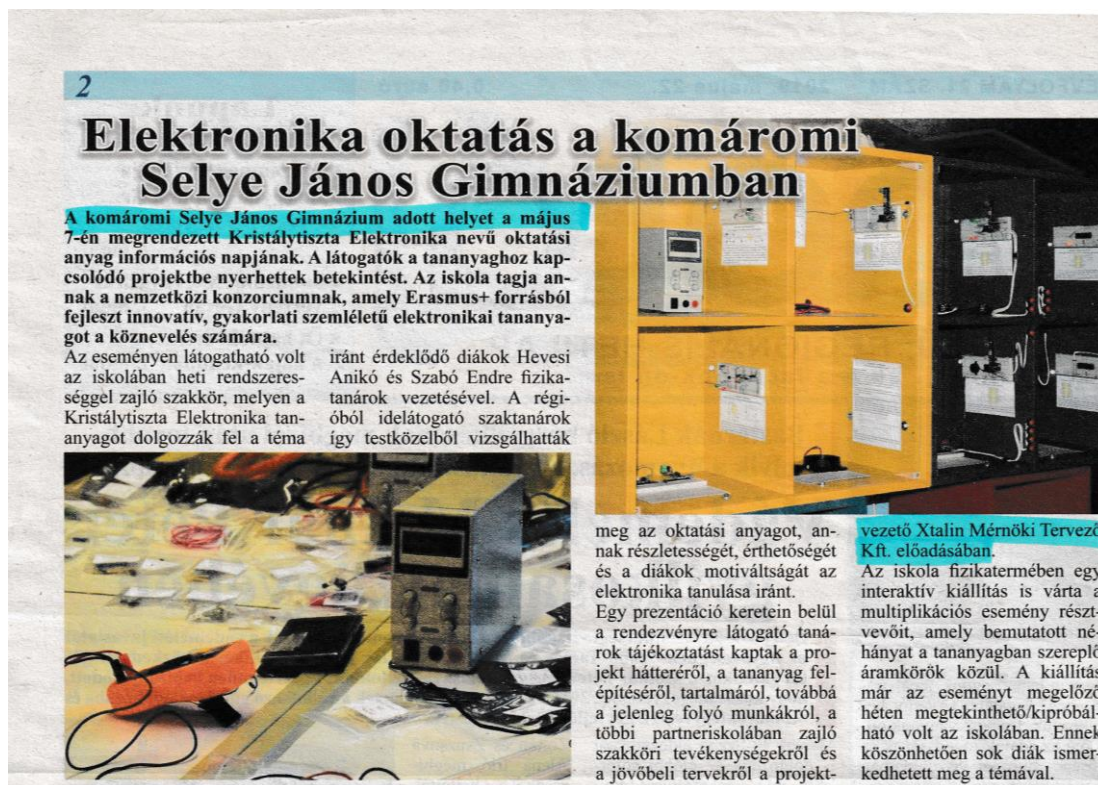 2
Elektronika oktatás a komáromi
Selye János Gimnáziumban
A komáromi Selye János Gimnázium adott helyet a május
7-én megrendezett Kristálytiszta Elektronika nevű oktatási
anyag információs napjának. A látogatók a tananyaghoz kap-
csolódó projektbe nyerhettek betekintést. Az iskola tagja an-
nak a nemzetközi konzorciumnak, amely Erasmus+ forrásból
fejleszt innovatív, gyakorlati szemléletű elektronikai tananya-
got a köznevelés számára.
Az eseményen látogatható volt
az iskolában heti rendszeres-
séggel zajló szakkör, melyen a
Kristálytiszta Elektronika tan-
anyagot dolgozzák fel a téma
iránt érdeklődő diákok Hevesi
Anikó és Szabó Endre fizika-
tanárok vezetésével. A régi-
óból idelátogató szaktanárok
így testközelből vizsgálhatták
meg az oktatási anyagot, an-
nak részletességét, érthetőségét
és a diákok motiváltságát az
elektronika tanulása iránt.
Egy prezentáció keretein belül
a rendezvényre látogató taná-
rok tájékoztatást kaptak a pro-
jekt hátteréről, a tananyag fel-
építéséről, tartalmáról, továbbá
a jelenleg folyó munkákról, a
többi partneriskolában zajló
szakköri tevékenységekről és
a jövőbeli tervekről a projekt-
vezető Xtalin Mérnöki Tervező
Kft. előadásában.
Az iskola fizikatermében egy
interaktív kiállítás is várta a
multiplikációs esemény részt-
vevőit, amely bemutatott né-
hányat a tananyagban szereplő
áramkörök közül. A kiállítás
már az eseményt megelőző
héten megtekinthető/kipróbál-
ható volt az iskolában. Ennek
köszönhetően sok diák ismer-
kedhetett meg a témával.